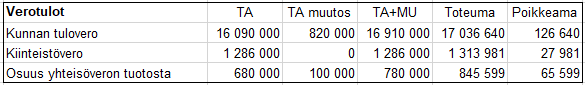 Verotulot TA TA muutos TA+MU Toteuma Poikkeama
Kunnan tulovero 16 090 000 820 000 16 910 000 17 036 640 126 640
Kiinteistövero 1 286 000 0 1 286 000 1 313 981 27 981
Osuus yhteisöveron tuotosta 680 000 100 000 780 000 845 599 65 599